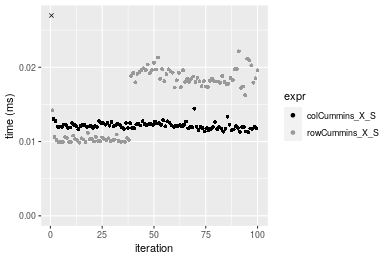 0.02
0.01
0.00
time (ms)
0
25
50
75
100
iteration
expr
colCummins_X_S
rowCummins_X_S